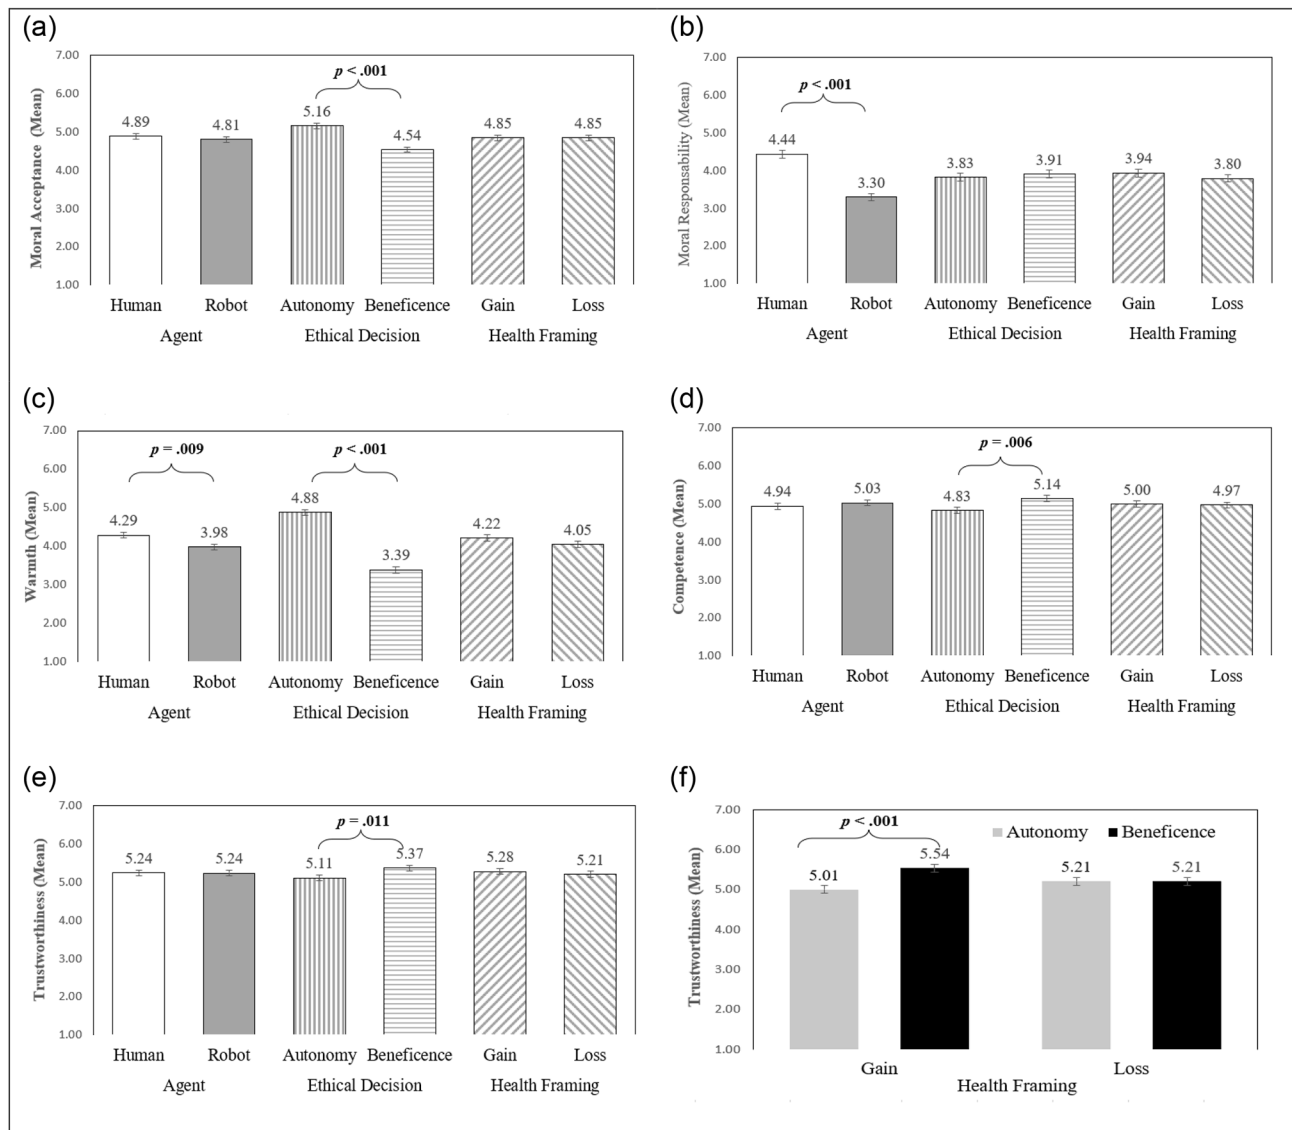 (a)
7.00
6.00
5.00
4.00
3.00
2.00
1.00
Moral Acceptance (Mean)
p < .001
4.89
4.81
5.16
4.54
4.85
4.85
Human Robot Autonomy Beneficence Gain Loss
Agent Ethical Decision Health Framing
(b)
7.00
6.00
5.00
4.00
3.00
2.00
1.00
Moral Responsability (Mean)
p < .001
4.44
3.30
3.83
3.91
3.94
3.80
Human Robot Autonomy Beneficence Gain Loss
Agent Ethical Decision Health Framing
(c)
7.00
6.00
5.00
4.00
3.00
2.00
1.00
Warmth (Mean)
p = .009
p < .001
4.29
3.98
4.88
3.39
4.22
4.05
Human Robot Autonomy Beneficence Gain Loss
Agent Ethical Decision Health Framing
(d)
7.00
6.00
5.00
4.00
3.00
2.00
1.00
Competence (Mean)
p = .006
4.94
5.03
4.83
5.14
5.00
4.97
Human Robot Autonomy Beneficence Gain Loss
Agent Ethical Decision Health Framing
(e)
7.00
6.00
5.00
4.00
3.00
2.00
1.00
Trustworthiness (Mean)
p = .011
5.24
5.24
5.11
5.37
5.28
5.21
Human Robot Autonomy Beneficence Gain Loss
Agent Ethical Decision Health Framing
(f)
7.00
6.00
5.00
4.00
3.00
2.00
1.00
Trustworthiness (Mean)
p < .001
Autonomy Beneficence
5.01
5.54
5.21
5.21
Gain Loss
Health Framing